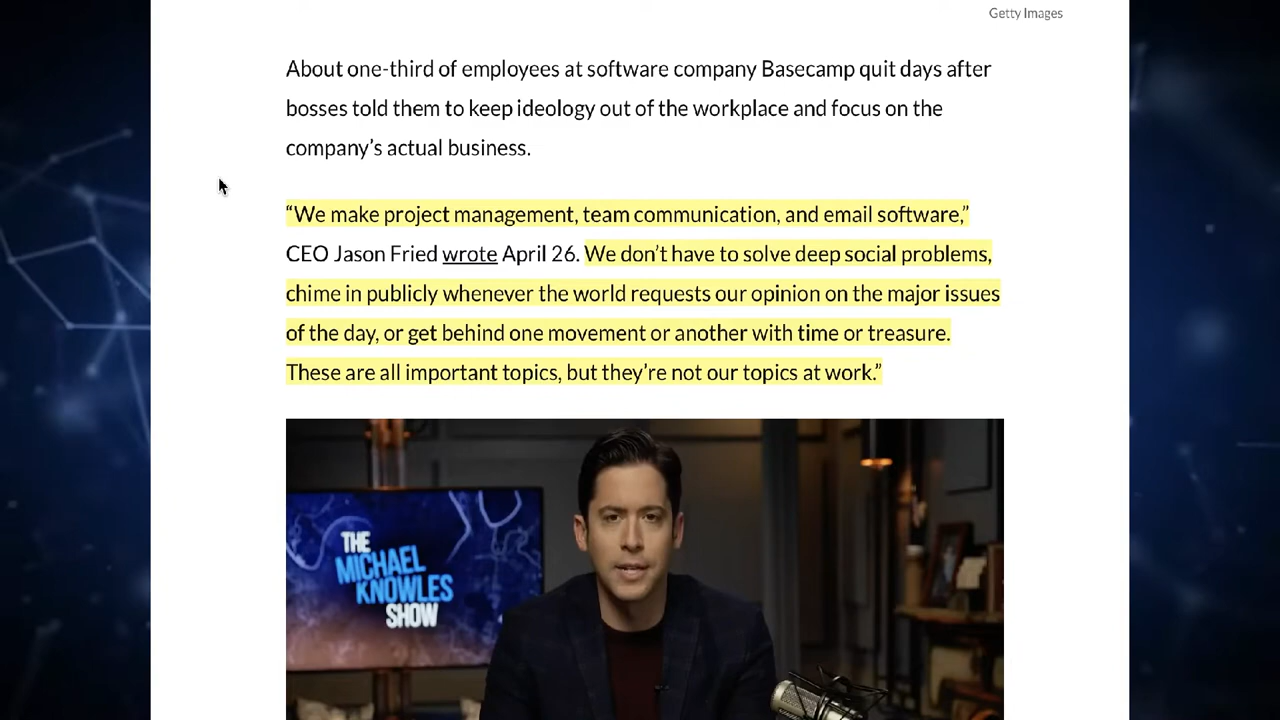 Getty Images
About one-third of employees at software company Basecamp quit days after
bosses told them to keep ideology out of the workplace and focus on the
company’s actual business.
“We make project management, team communication, and email software,”
CEO Jason Fried wrote April 26. We don’t have to solve deep social problems,
chime in publicly whenever the world requests our opinion on the major issues
of the day, or get behind one movement or another with time or treasure.
These are all important topics, but they’re not our topics at work.”
THE
MICHAEL
KNOWLES
SHOW